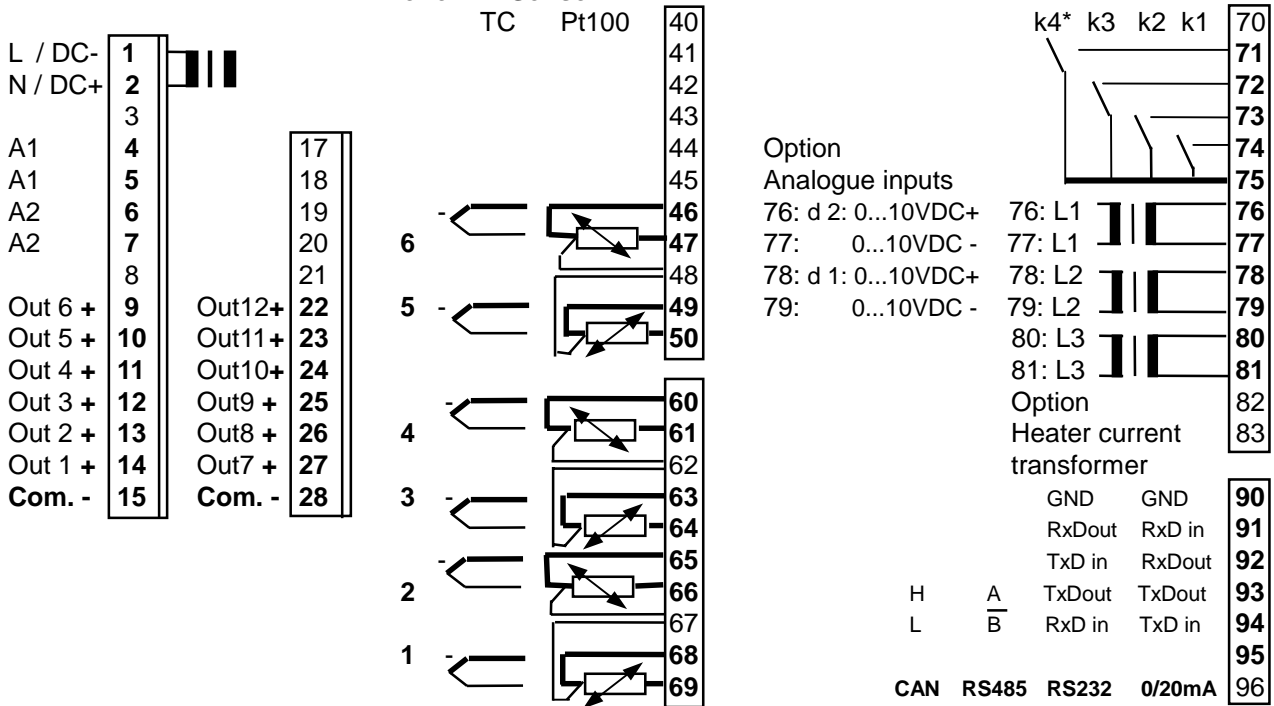 TC Pt100 40
41
42
43
44
45
46
6 47
48
5 49
50
60
4 61
62
3 63
64
65
2 66
67
1 68
69
L / DC- 1
N / DC+ 2
3
A1 4
A1 5
A2 6
A2 7
8
Out 6 + 9
Out 5 + 10
Out 4 + 11
Out 3 + 12
Out 2 + 13
Out 1 + 14
Com. - 15
17
18
19
20
21
Out12+ 22
Out11+ 23
Out10+ 24
Out9 + 25
Out8 + 26
Out7 + 27
Com. - 28
k4* k3 k2 k1 70
71
72
73
74
75
Option
Analogue inputs
76: d 2: 0...10VDC+ 76: L1 76
77: 0...10VDC - 77: L1 77
78: d 1: 0...10VDC+ 78: L2 78
79: 0...10VDC - 79: L2 79
80: L3 80
81: L3 81
Option 82
Heater current 83
transformer
GND GND 90
RxDout RxD in 91
TxD in RxDout 92
H A TxDout TxDout 93
L B RxD in TxD in 94
95
CAN RS485 RS232 0/20mA 96